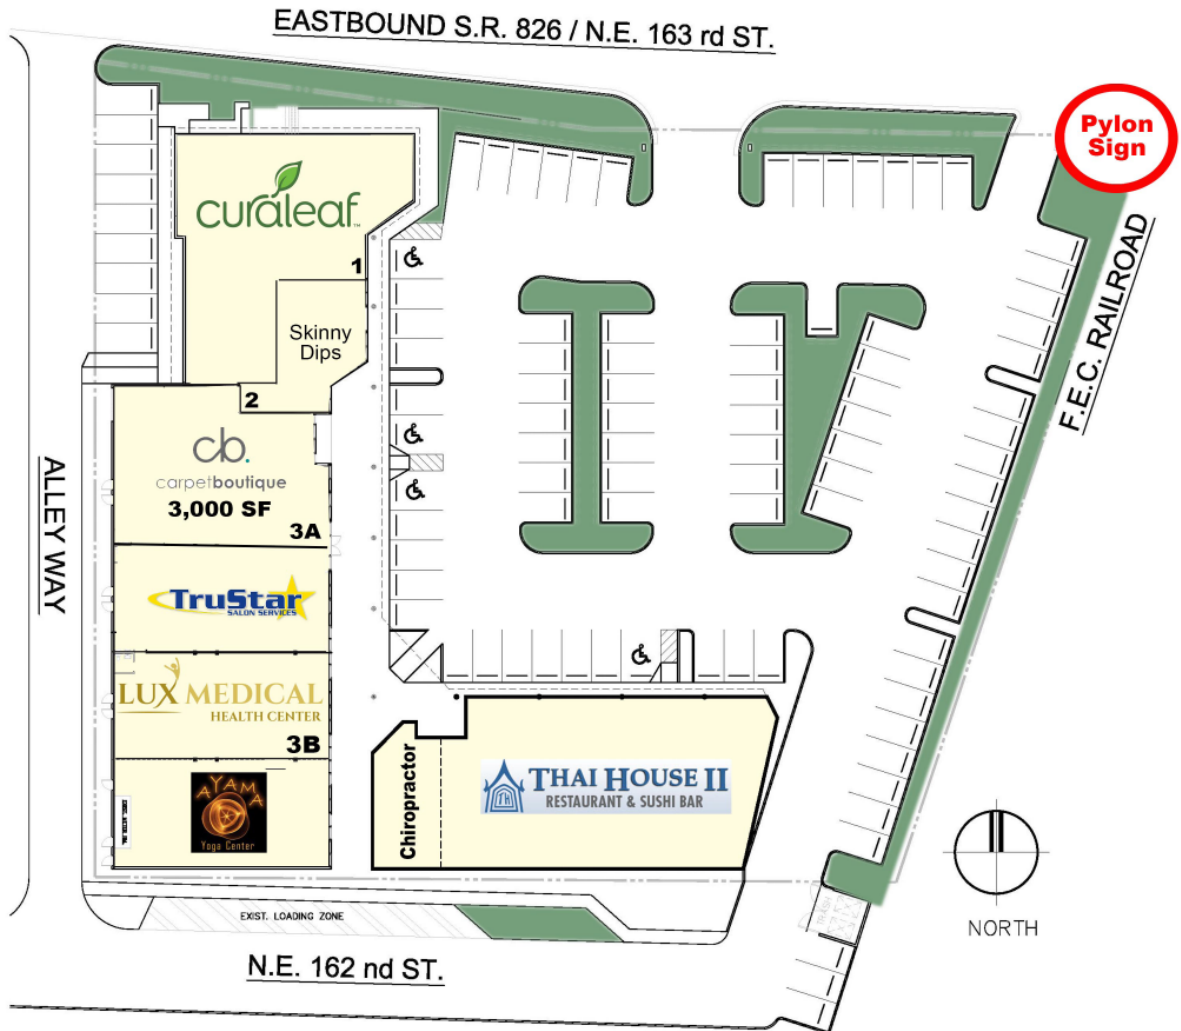 EASTBOUND S.R. 826 / N.E. 163 rd ST.
Pylon
Sign
curaleaf
1
Skinny
Dips
2
cb.
carpetboutique
3,000 SF
3A
TruStar
SALON SERVICES
LUX MEDICAL
HEALTH CENTER
3B
AYAMA
Yoga Center
Chiropractor
TH
THAI HOUSE II
RESTAURANT & SUSHI BAR
ALLEY WAY
F.E.C. RAILROAD
EXIST. LOADING ZONE
TRASH
N.E. 162 nd ST.
NORTH